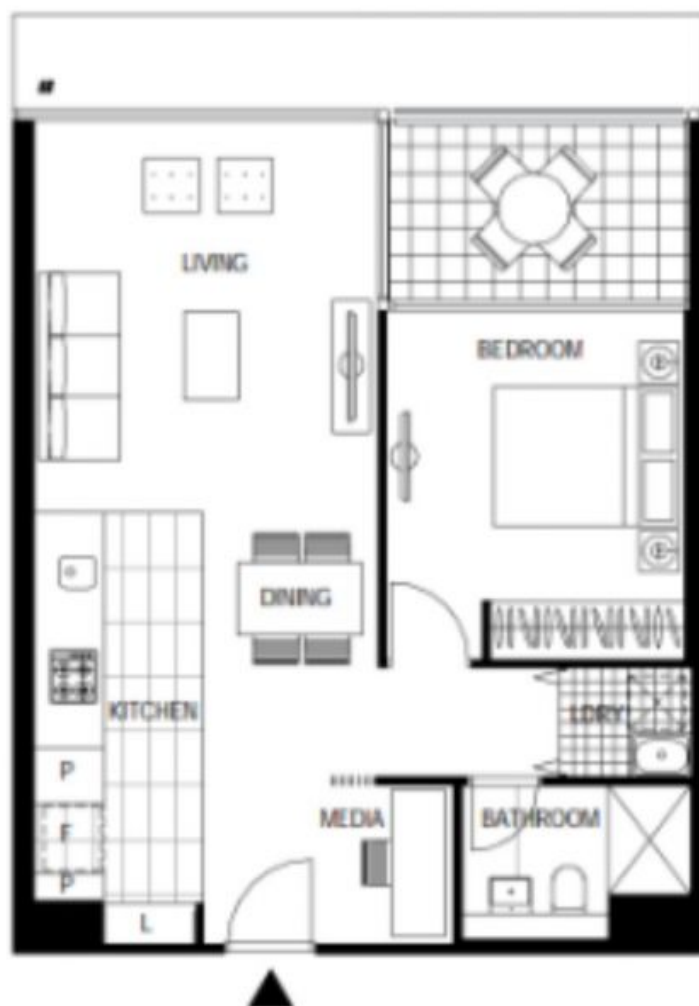 LIVING
BEDROOM
DINING
KITCHEN
LDRY
P
F
MEDIA
BATHROOM
P
L